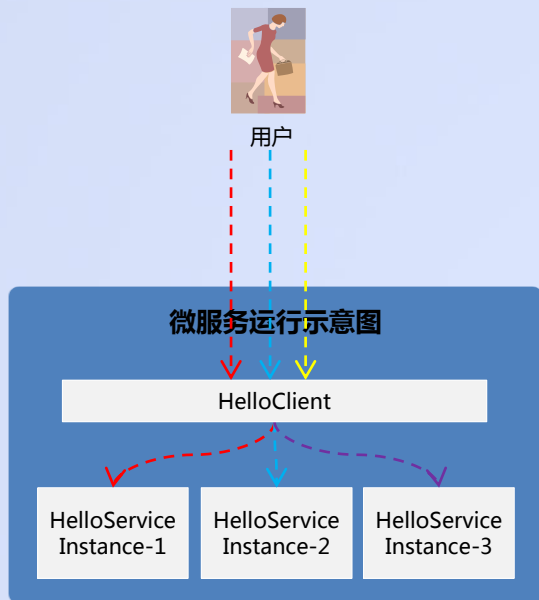 用户
微服务运行示意图
HelloClient
HelloService
Instance-1
HelloService
Instance-2
HelloService
Instance-3